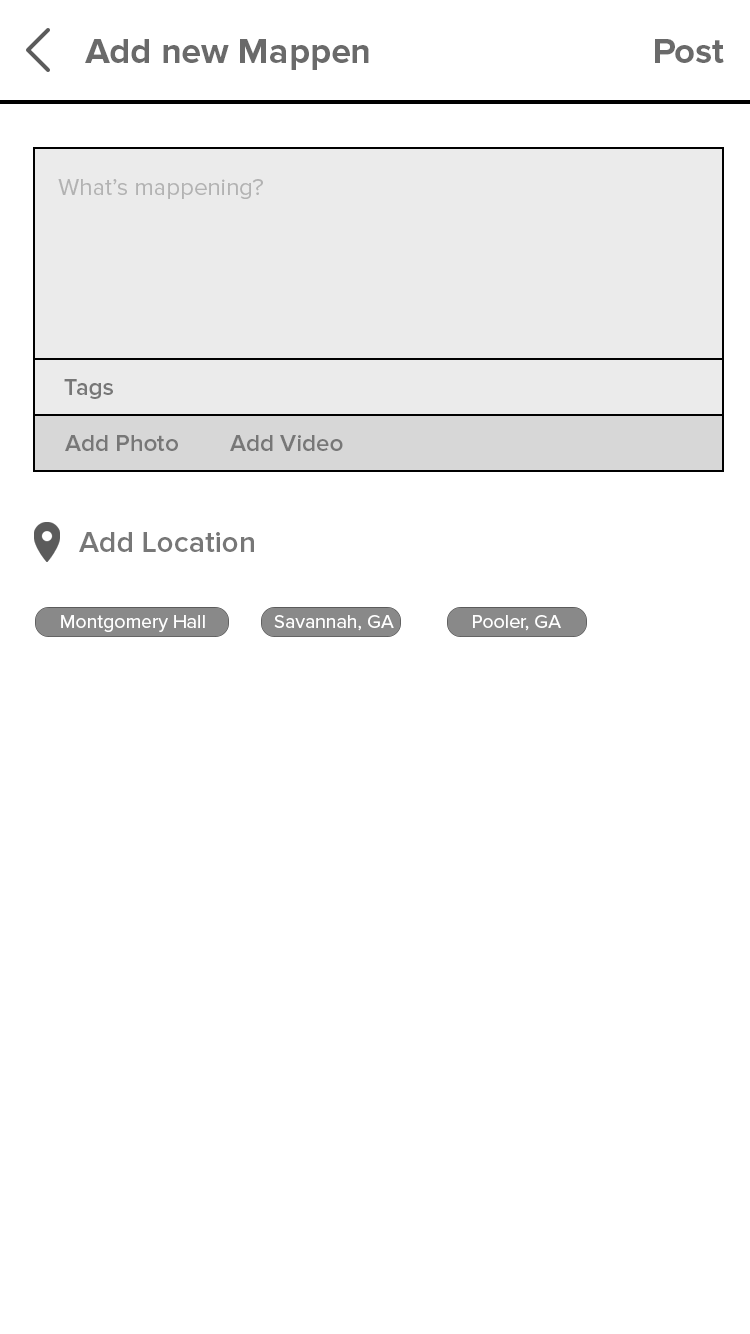 Add new Mappen Post
What’s mappening?
Tags
Add Photo Add Video
Add Location
Montgomery Hall Savannah, GA Pooler, GA